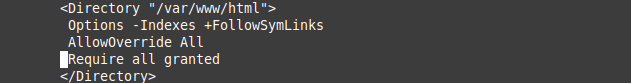 <Directory "/var/www/html">
Options -Indexes +FollowSymLinks
AllowOverride All
Require all granted
</Directory>